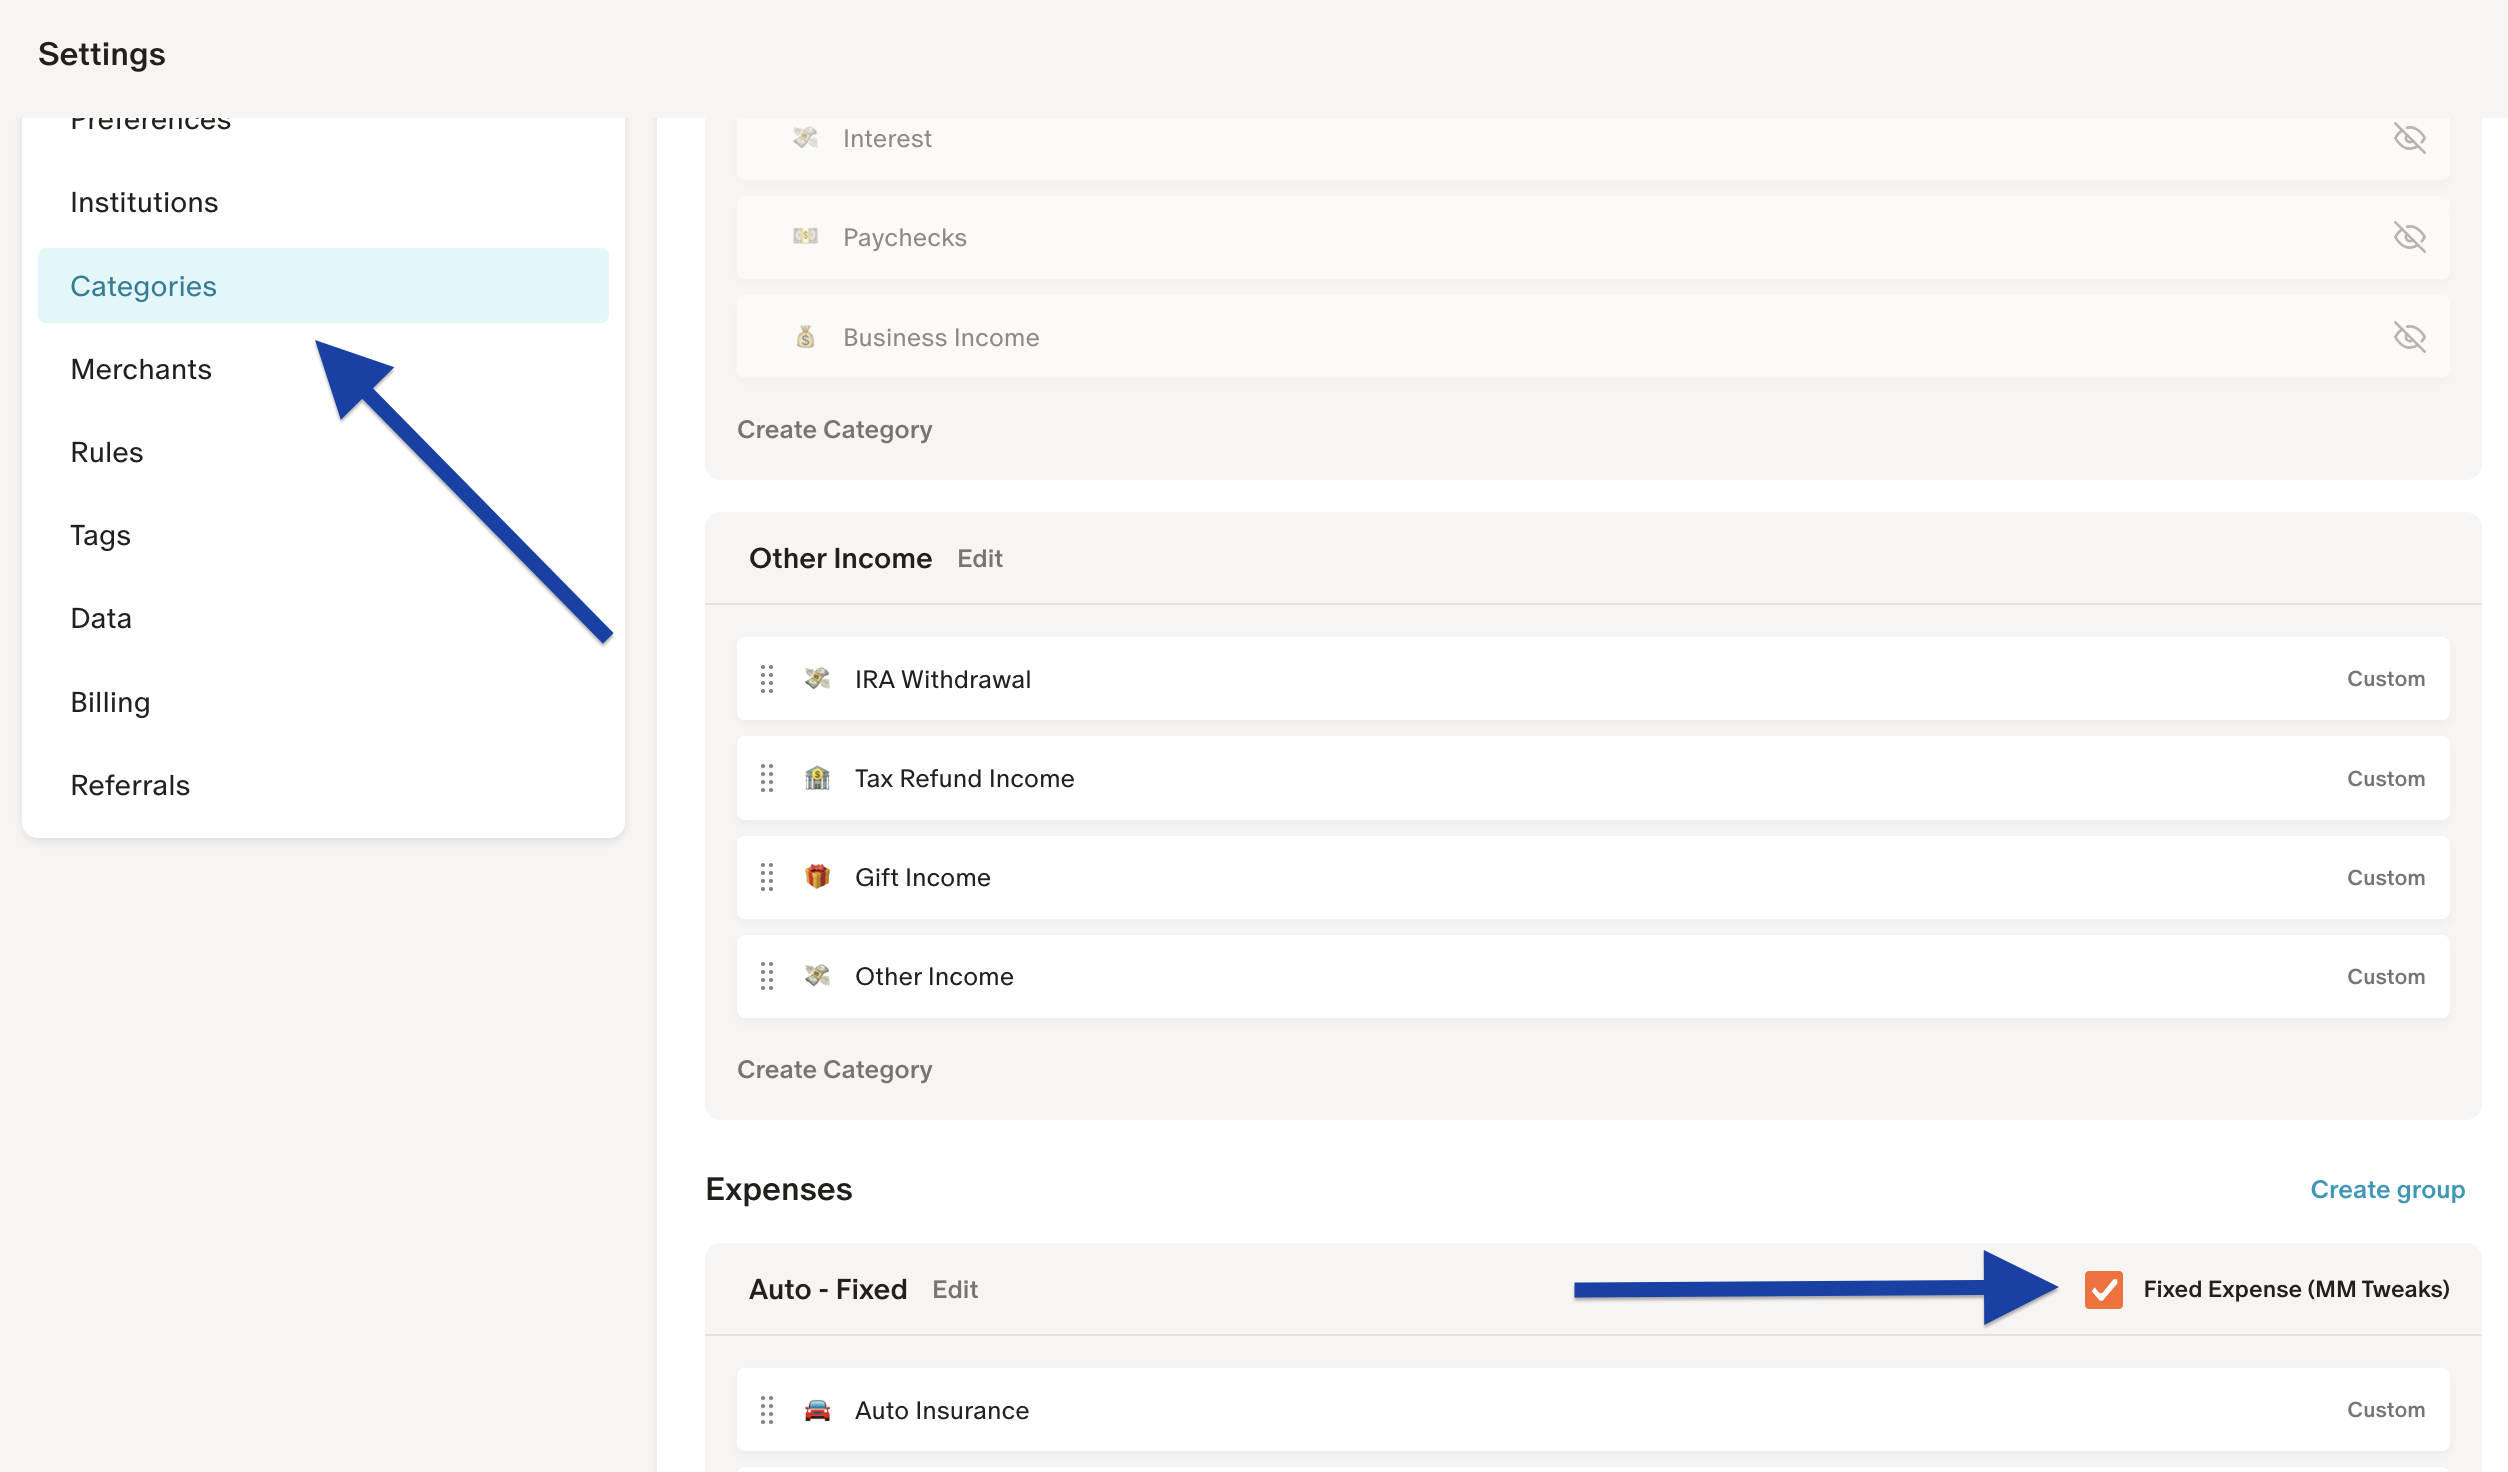 Settings
Preferences
Institutions
Categories
Merchants
Rules
Tags
Data
Billing
Referrals
Interest
Paychecks
Business Income
Create Category
Other Income Edit
IRA Withdrawal Custom
Tax Refund Income Custom
Gift Income Custom
Other Income Custom
Create Category
Expenses Create group
Auto - Fixed Edit Fixed Expense (MM Tweaks)
Auto Insurance Custom